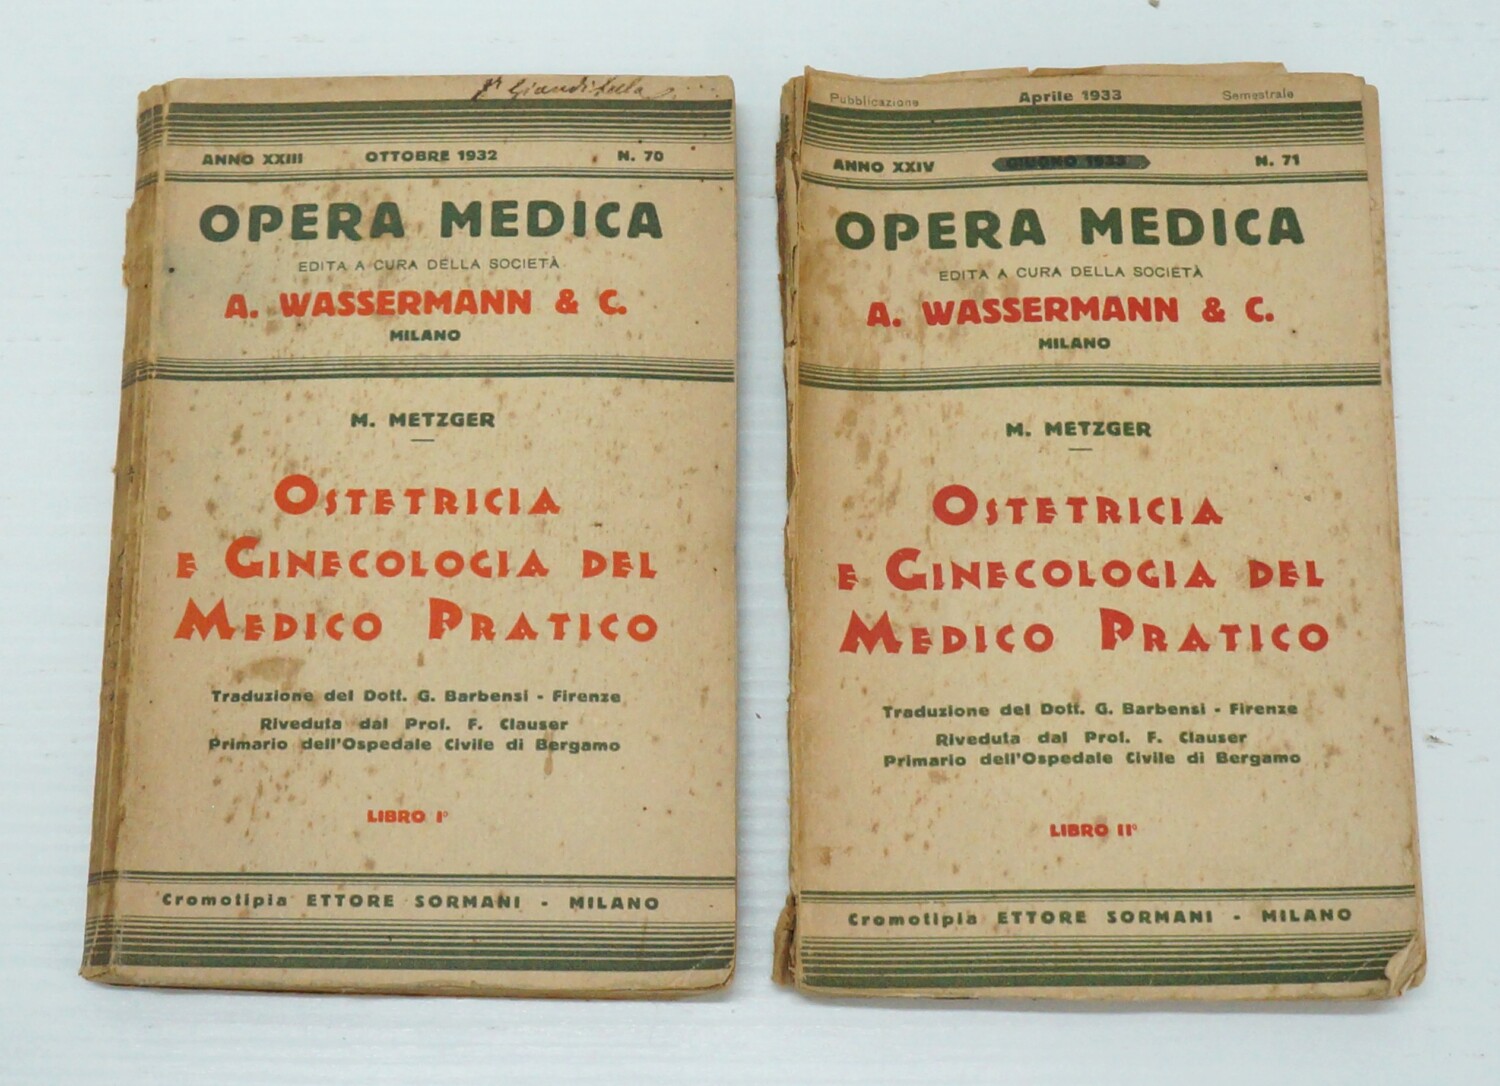 ANNO XXIII OTTOBRE 1932 N. 70
OPERA MEDICA
EDITA A CURA DELLA SOCIETÀ
A. WASSERMANN & C.
MILANO
M. METZGER
OSTETRICIA
E GINECOLOGIA DEL
MEDICO PRATICO
Traduzione del Dott. G. Barbensi - Firenze
Riveduta dal Prof. F. Clauser
Primario dell'Ospedale Civile di Bergamo
LIBRO I°
Cromotipia ETTORE SORMANI - MILANO
Pubblicazione Aprile 1933 Semestrale
ANNO XXIV GIUGNO 1933 N. 71
OPERA MEDICA
EDITA A CURA DELLA SOCIETÀ
A. WASSERMANN & C.
MILANO
M. METZGER
OSTETRICIA
E GINECOLOGIA DEL
MEDICO PRATICO
Traduzione del Dott. G. Barbensi - Firenze
Riveduta dal Prof. F. Clauser
Primario dell'Ospedale Civile di Bergamo
LIBRO II°
Cromotipia ETTORE SORMANI - MILANO